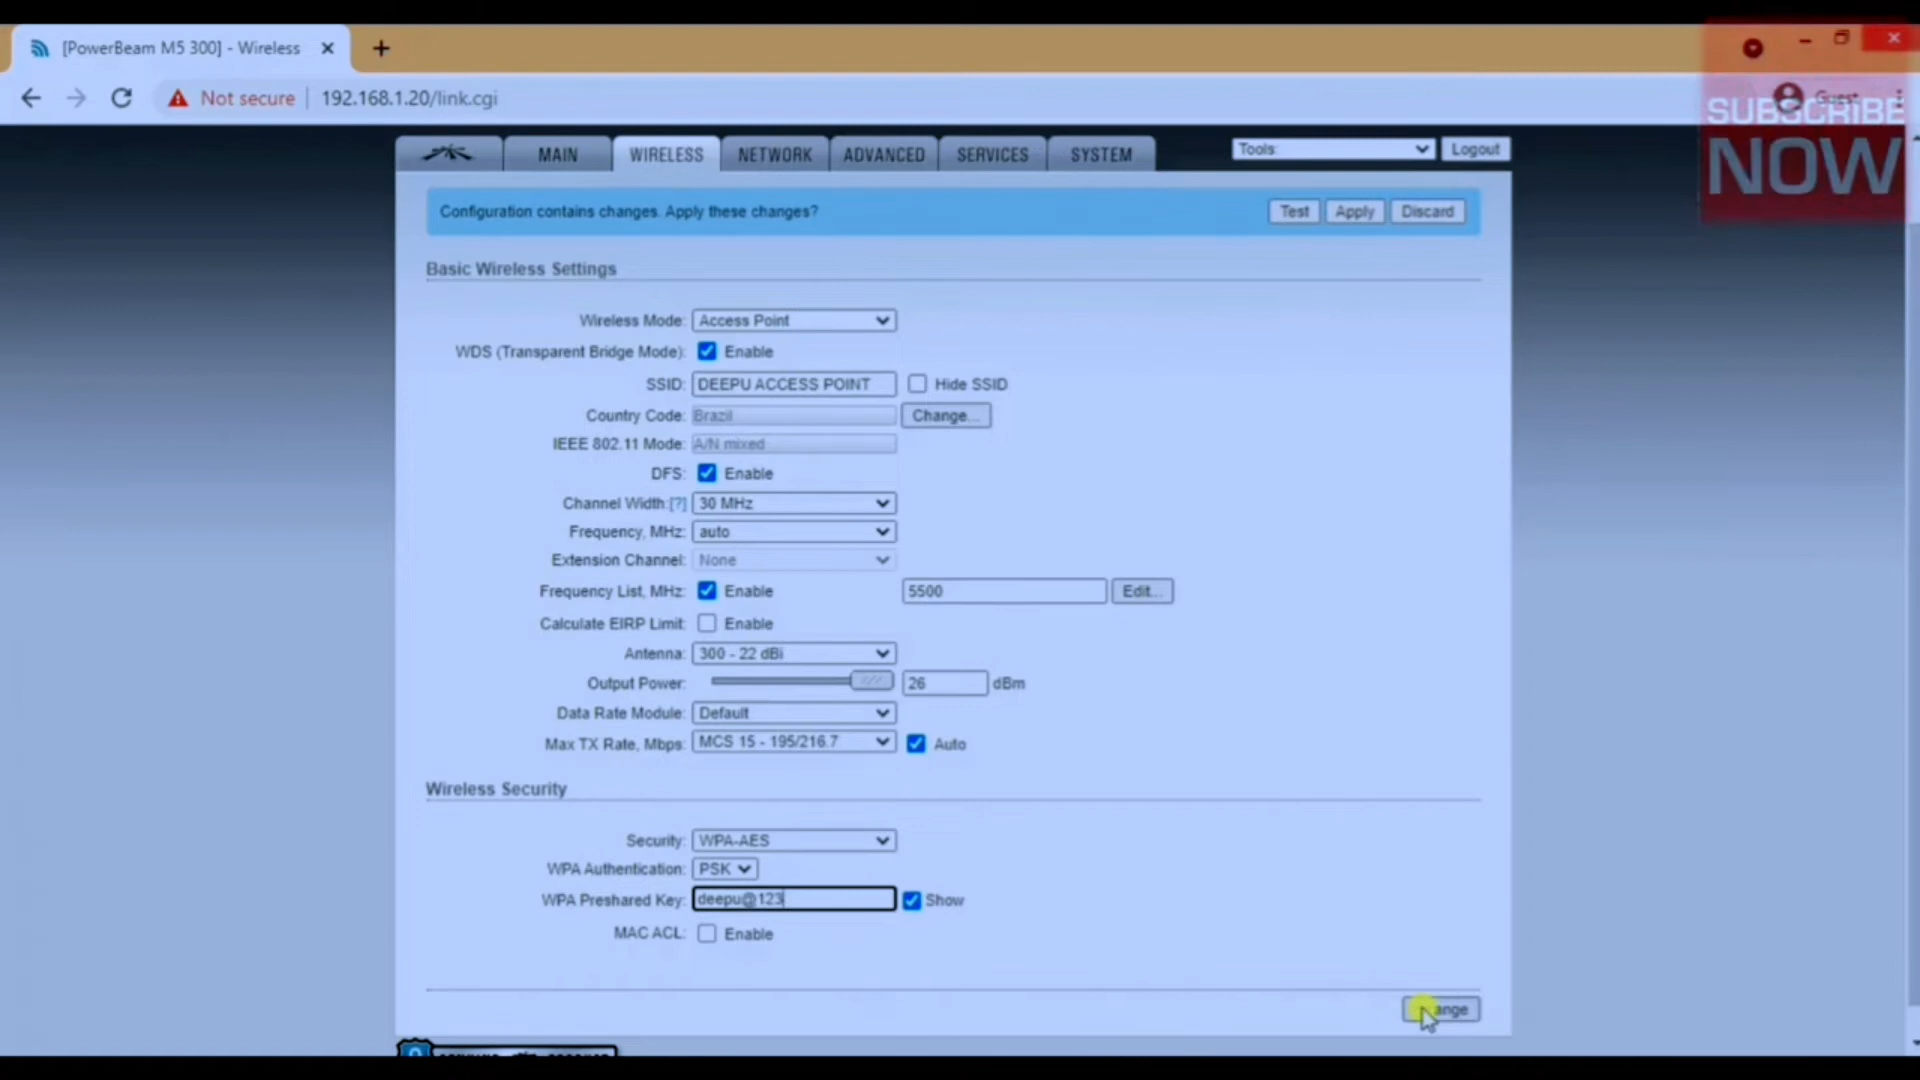 [PowerBeam M5 300] - Wireless
Not secure 192.168.1.20/link.cgi
Guest
SUBSCRIBE
NOW
MAIN WIRELESS NETWORK ADVANCED SERVICES SYSTEM Tools: Logout
Configuration contains changes. Apply these changes? Test Apply Discard
Basic Wireless Settings
Wireless Mode: Access Point
WDS (Transparent Bridge Mode): Enable
SSID: DEEPU ACCESS POINT Hide SSID
Country Code: Brazil Change...
IEEE 802.11 Mode: A/N mixed
DFS: Enable
Channel Width:[?] 30 MHz
Frequency, MHz: auto
Extension Channel: None
Frequency List, MHz: Enable 5500 Edit...
Calculate EIRP Limit: Enable
Antenna: 300 - 22 dBi
Output Power: 26 dBm
Data Rate Module: Default
Max TX Rate, Mbps: MCS 15 - 195/216.7 Auto
Wireless Security
Security: WPA-AES
WPA Authentication: PSK
WPA Preshared Key: deepu@123 Show
MAC ACL: Enable